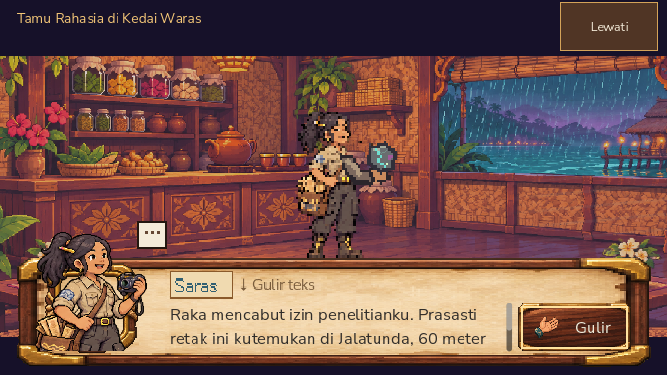 Tamu Rahasia di Kedai Waras
Lewati
...
Saras
↓ Gulir teks
Raka mencabut izin penelitianku. Prasasti
retak ini kutemukan di Jalatunda, 60 meter
Gulir